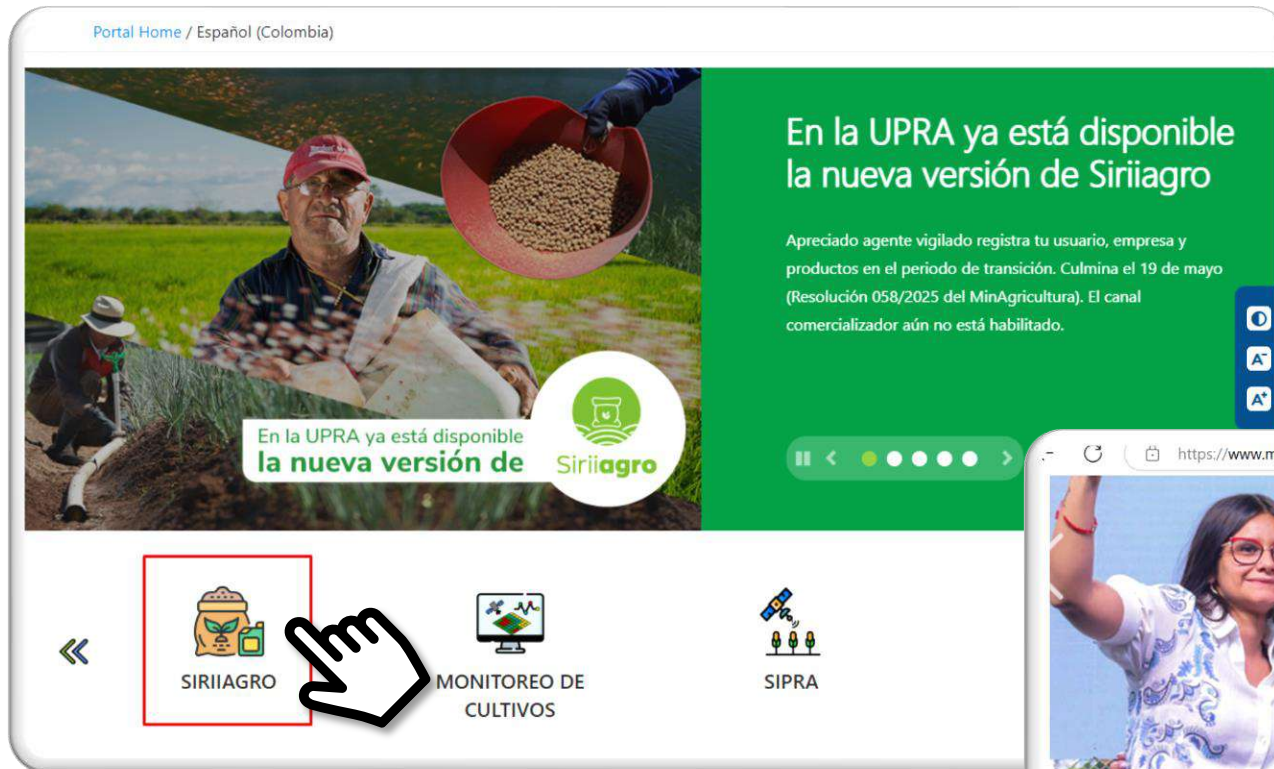 Portal Home / Español (Colombia)
En la UPRA ya está disponible
la nueva versión de Siriiagro
Apreciado agente vigilado registra tu usuario, empresa y
productos en el periodo de transición. Culmina el 19 de mayo
(Resolución 058/2025 del MinAgricultura). El canal
comercializador aún no está habilitado.
A-
A+
En la UPRA ya está disponible
la nueva versión de
Siriiagro
https://www.m
SIRIIAGRO
MONITOREO DE
CULTIVOS
SIPRA